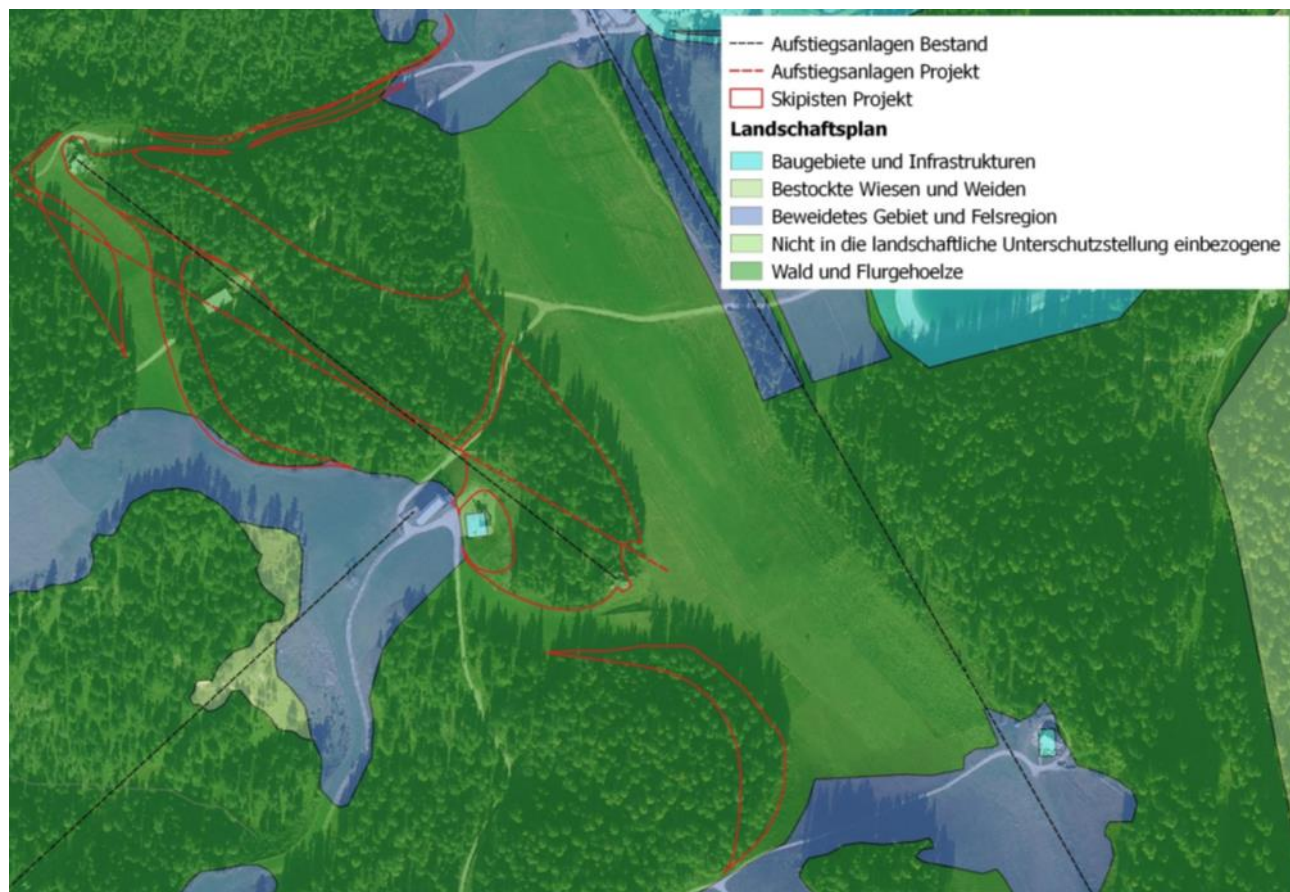 Aufstiegsanlagen Bestand
Aufstiegsanlagen Projekt
Skipisten Projekt
Landschaftsplan
Baugebiete und Infrastrukturen
Bestockte Wiesen und Weiden
Beweidetes Gebiet und Felsregion
Nicht in die landschaftliche Unterschutzstellung einbezogene
Wald und Flurgehoelze